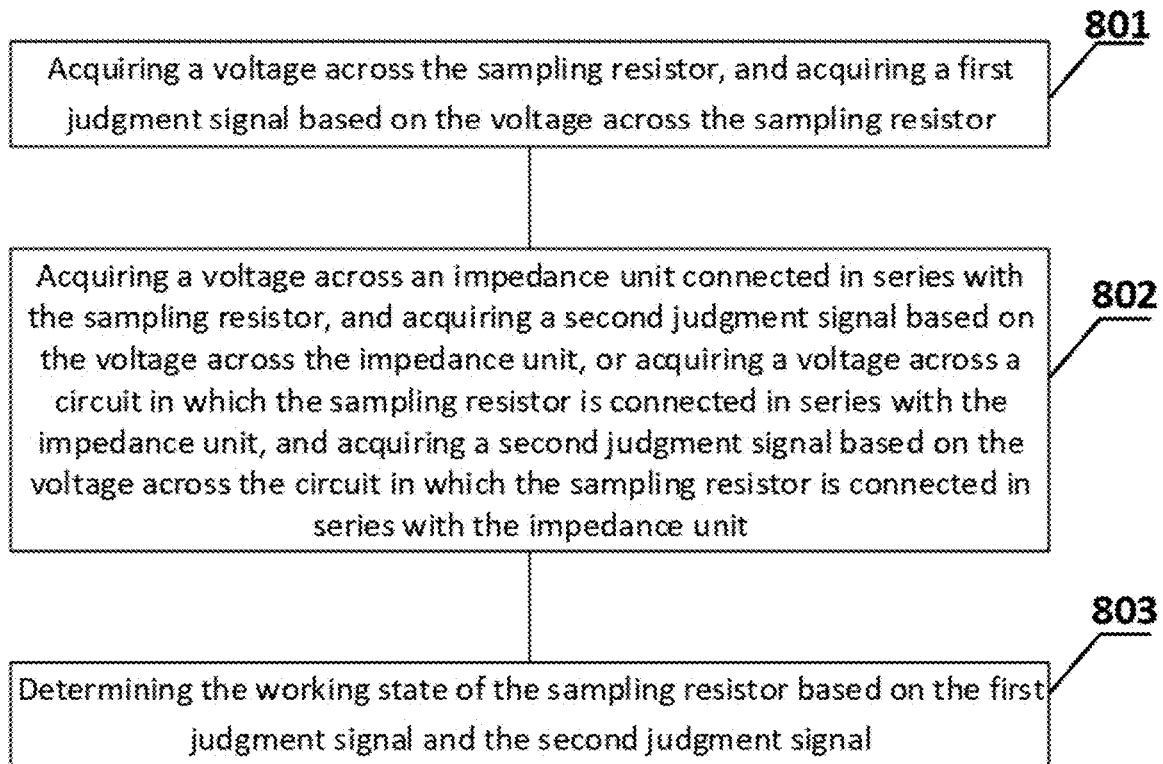 801
Acquiring a voltage across the sampling resistor, and acquiring a first
judgment signal based on the voltage across the sampling resistor
802
Acquiring a voltage across an impedance unit connected in series with
the sampling resistor, and acquiring a second judgment signal based on
the voltage across the impedance unit, or acquiring a voltage across a
circuit in which the sampling resistor is connected in series with the
impedance unit, and acquiring a second judgment signal based on the
voltage across the circuit in which the sampling resistor is connected in
series with the impedance unit
803
Determining the working state of the sampling resistor based on the first
judgment signal and the second judgment signal